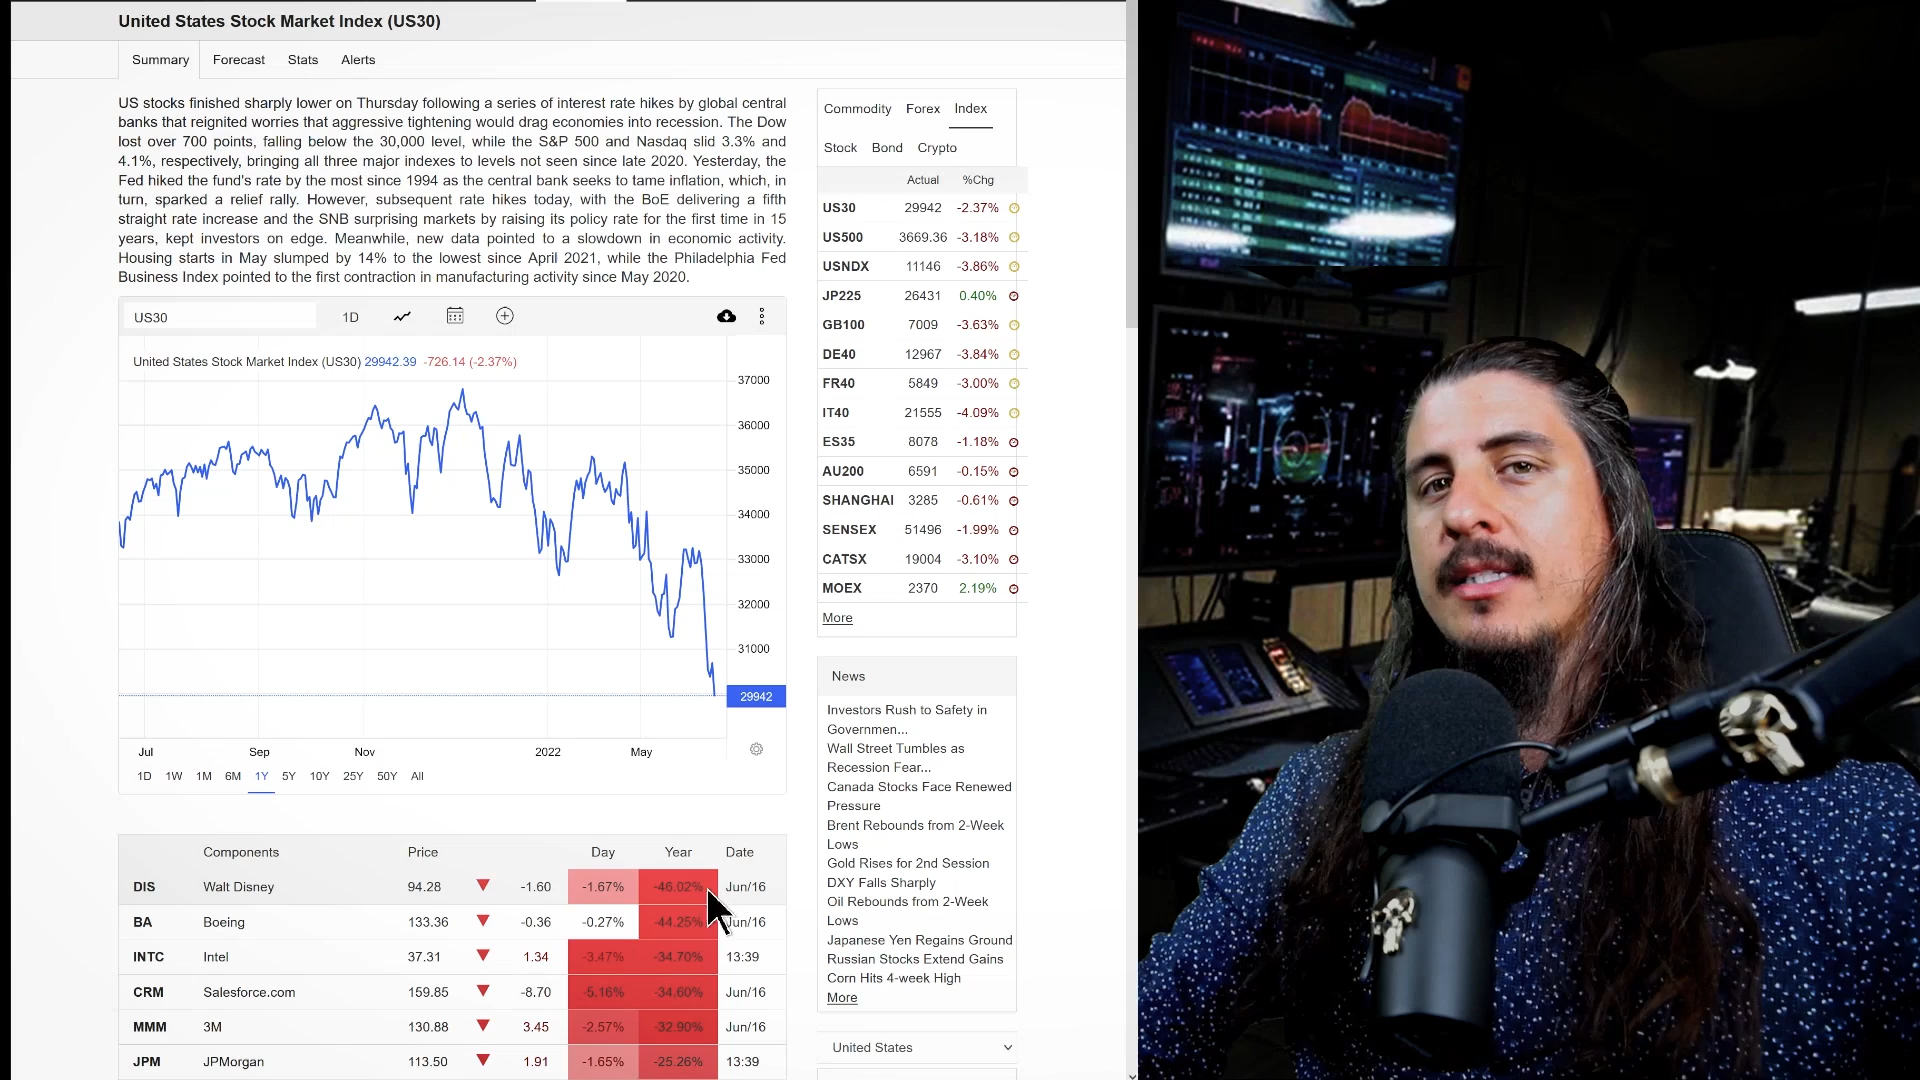 United States Stock Market Index (US30)
Summary Forecast Stats Alerts
US stocks finished sharply lower on Thursday following a series of interest rate hikes by global central
banks that reignited worries that aggressive tightening would drag economies into recession. The Dow
lost over 700 points, falling below the 30,000 level, while the S&P 500 and Nasdaq slid 3.3% and
4.1%, respectively, bringing all three major indexes to levels not seen since late 2020. Yesterday, the
Fed hiked the fund's rate by the most since 1994 as the central bank seeks to tame inflation, which, in
turn, sparked a relief rally. However, subsequent rate hikes today, with the BoE delivering a fifth
straight rate increase and the SNB surprising markets by raising its policy rate for the first time in 15
years, kept investors on edge. Meanwhile, new data pointed to a slowdown in economic activity.
Housing starts in May slumped by 14% to the lowest since April 2021, while the Philadelphia Fed
Business Index pointed to the first contraction in manufacturing activity since May 2020.
US30 1D
United States Stock Market Index (US30) 29942.39 -726.14 (-2.37%)
37000
36000
35000
34000
33000
32000
31000
29942
Jul Sep Nov 2022 May
1D 1W 1M 6M 1Y 5Y 10Y 25Y 50Y All
Components Price Day Year Date
DIS Walt Disney 94.28 -1.60 -1.67% -46.02% Jun/16
BA Boeing 133.36 -0.36 -0.27% -44.25% Jun/16
INTC Intel 37.31 1.34 -3.47% -34.70% 13:39
CRM Salesforce.com 159.85 -8.70 -5.16% -34.60% Jun/16
MMM 3M 130.88 3.45 -2.57% -32.90% Jun/16
JPM JPMorgan 113.50 1.91 -1.65% -25.26% 13:39
Commodity Forex Index
Stock Bond Crypto
Actual %Chg
US30 29942 -2.37%
US500 3669.36 -3.18%
USNDX 11146 -3.86%
JP225 26431 0.40%
GB100 7009 -3.63%
DE40 12967 -3.84%
FR40 5849 -3.00%
IT40 21555 -4.09%
ES35 8078 -1.18%
AU200 6591 -0.15%
SHANGHAI 3285 -0.61%
SENSEX 51496 -1.99%
CATSX 19004 -3.10%
MOEX 2370 2.19%
More
News
Investors Rush to Safety in
Governmen...
Wall Street Tumbles as
Recession Fear...
Canada Stocks Face Renewed
Pressure
Brent Rebounds from 2-Week
Lows
Gold Rises for 2nd Session
DXY Falls Sharply
Oil Rebounds from 2-Week
Lows
Japanese Yen Regains Ground
Russian Stocks Extend Gains
Corn Hits 4-week High
More
United States